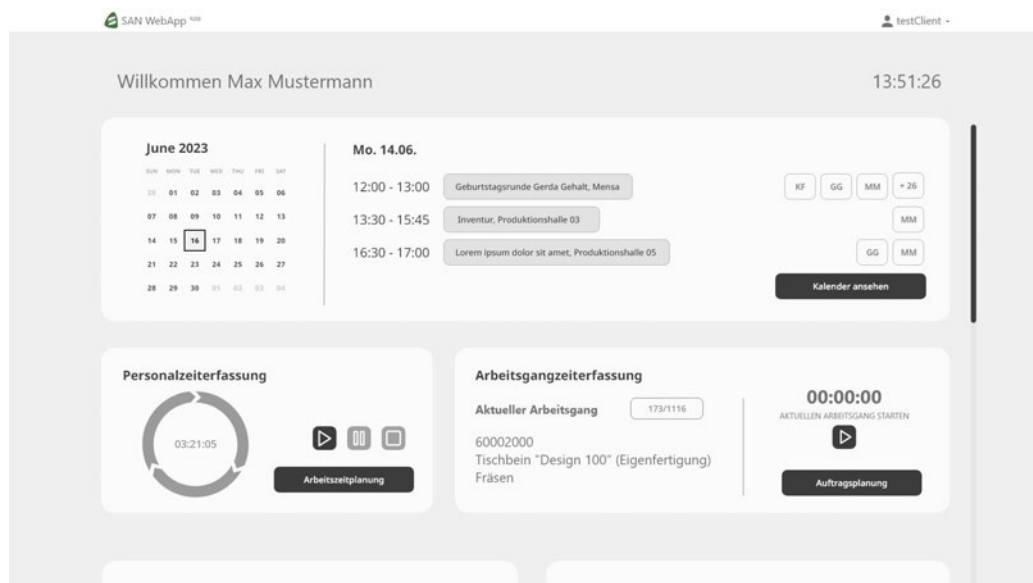 SAN WebApp
testClient
Willkommen Max Mustermann
13:51:26
June 2023
SUN MON TUE WED THU FRI SAT
01 02 03 04 05 06
07 08 09 10 11 12 13
14 15 16 17 18 19 20
21 22 23 24 25 26 27
28 29 30 01 02 03 04
Mo. 14.06.
12:00 - 13:00 Geburtstagsrunde Gerda Gehalt, Mensa KF GG MM + 26
13:30 - 15:45 Inventur, Produktionshalle 03 MM
16:30 - 17:00 Lorem ipsum dolor sit amet, Produktionshalle 05 GG MM
Kalender ansehen
Personalzeiterfassung
03:21:05
Arbeitszeitplanung
Arbeitsgangzeiterfassung
Aktueller Arbeitsgang 173/1116
60002000
Tischbein "Design 100" (Eigenfertigung)
Fräsen
00:00:00
AKTUELLEN ARBEITSGANG STARTEN
Auftragsplanung